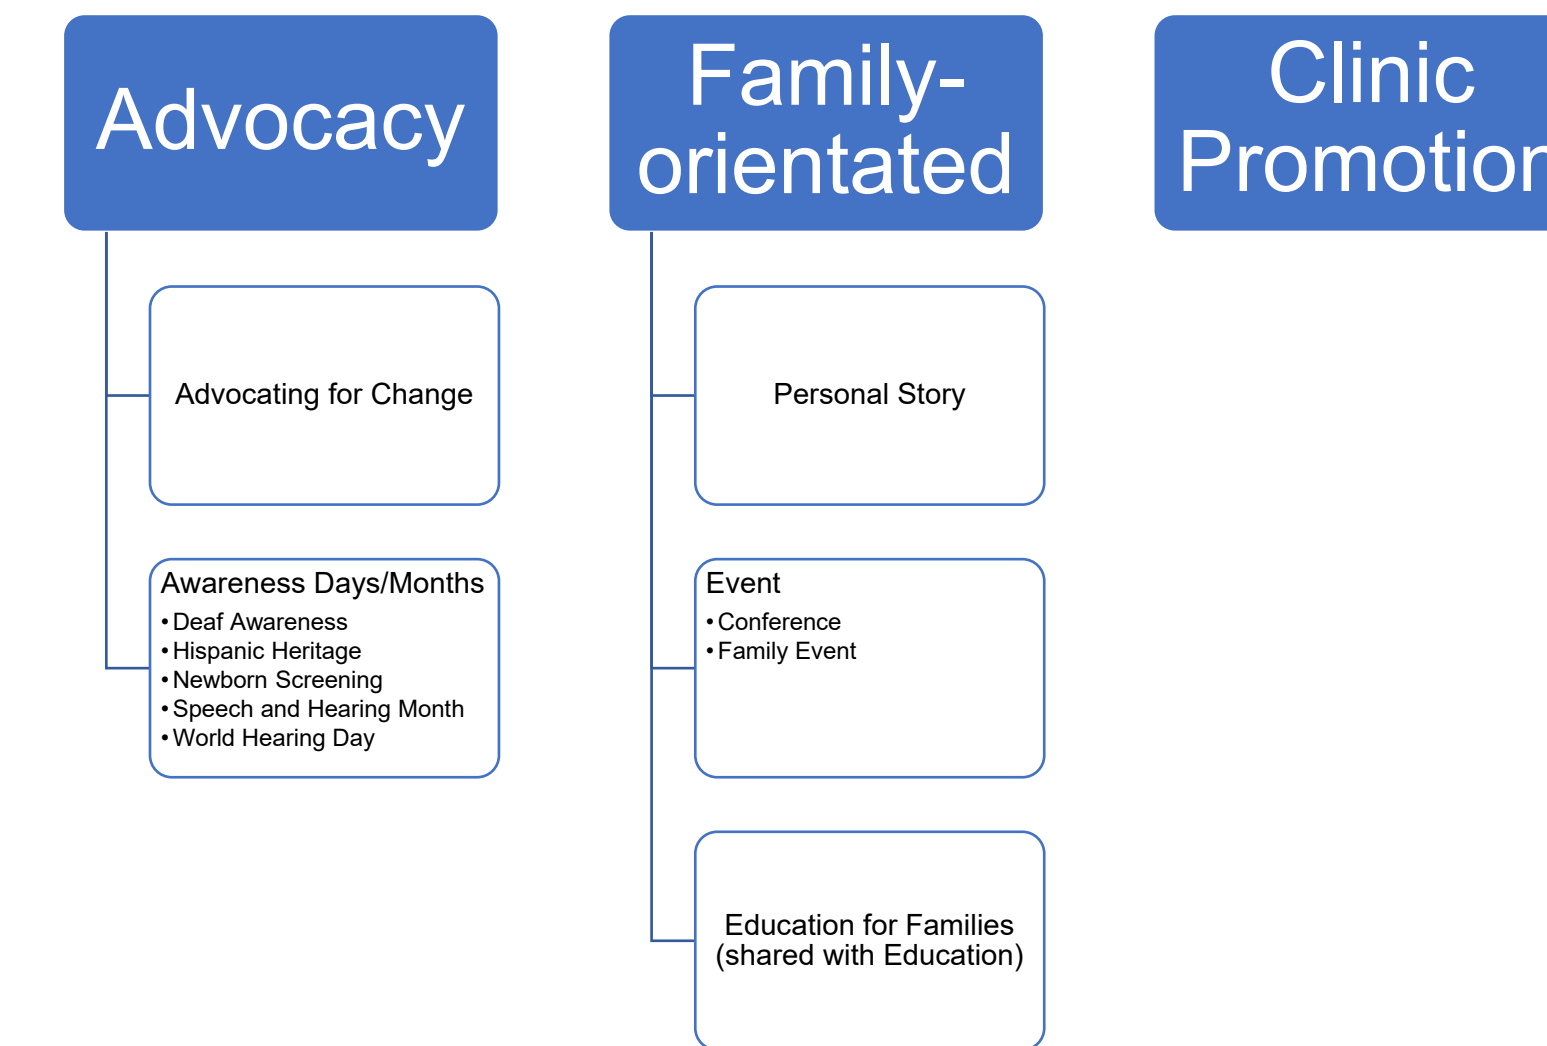 Advocacy
Advocating for Change
Awareness Days/Months
• Deaf Awareness
• Hispanic Heritage
• Newborn Screening
• Speech and Hearing Month
• World Hearing Day
Family-
orientated
Personal Story
Event
• Conference
• Family Event
Education for Families
(shared with Education)
Clinic
Promotion